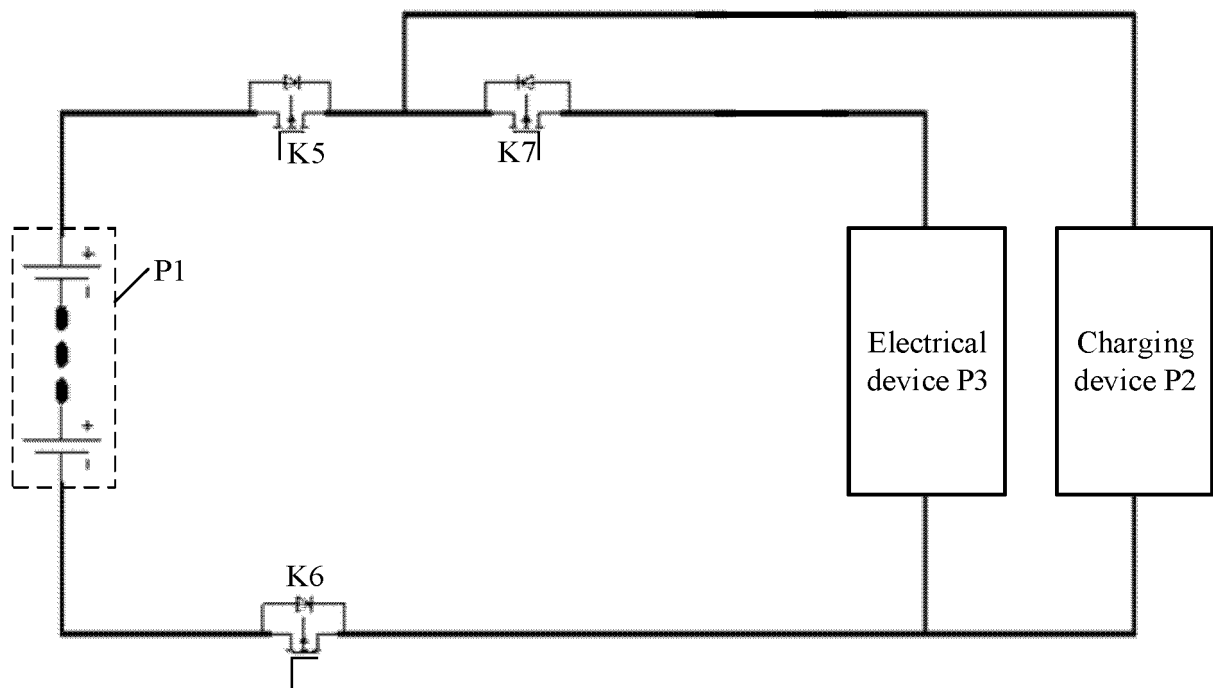 K5
K7
+
P1
-
Electrical
device P3
Charging
device P2
+
-
K6